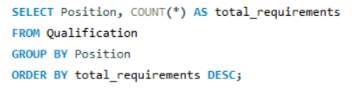 SELECT Position, COUNT(*) AS total_requirements
FROM Qualification
GROUP BY Position
ORDER BY total_requirements DESC;